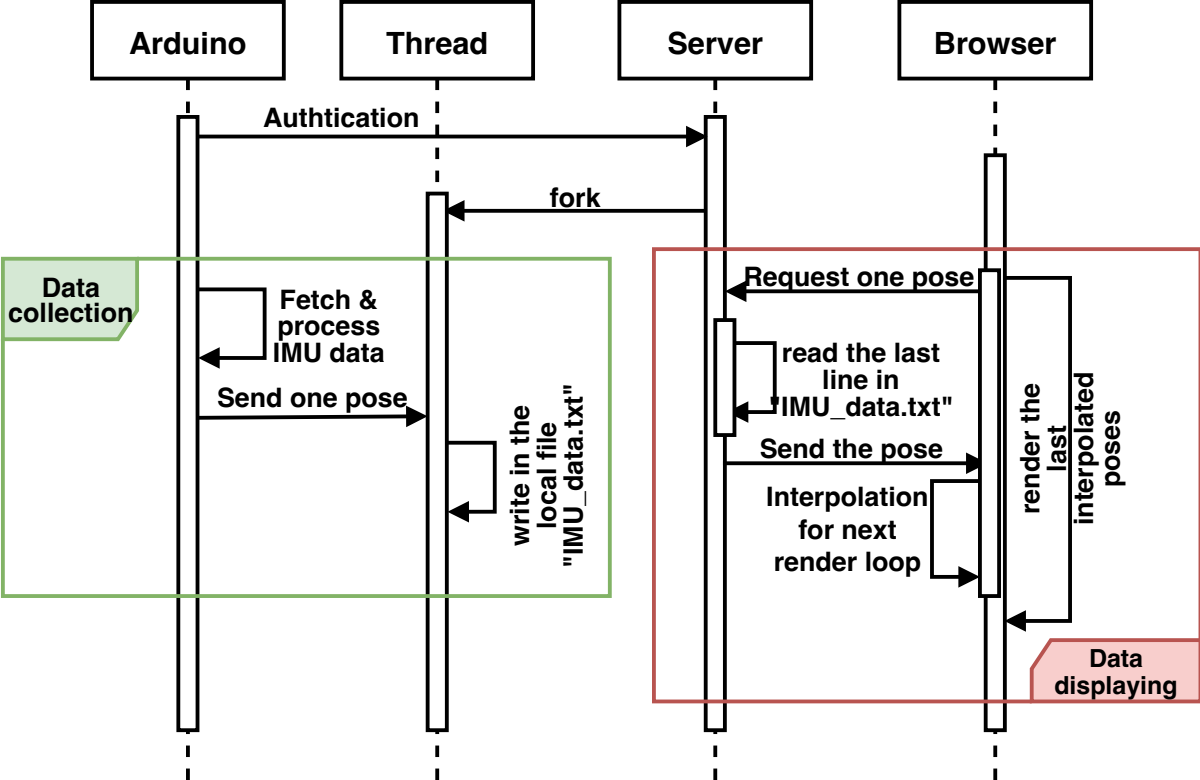 Arduino
Thread
Server
Browser
Authtication
fork
Data
collection
Fetch &
process
IMU data
Send one pose
write in the
local file
"IMU_data.txt"
Request one pose
read the last
line in
"IMU_data.txt"
Send the pose
Interpolation
for next
render loop
render the
last
interpolated
poses
Data
displaying